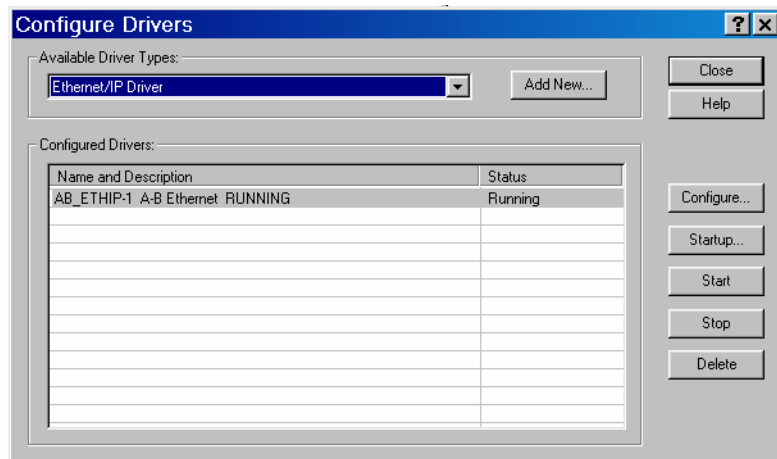 Configure Drivers
Available Driver Types:
Ethernet/IP Driver
Add New...
Close
Help
Configured Drivers:
Name and Description Status
AB_ETHIP-1 A-B Ethernet RUNNING Running
Configure...
Startup...
Start
Stop
Delete